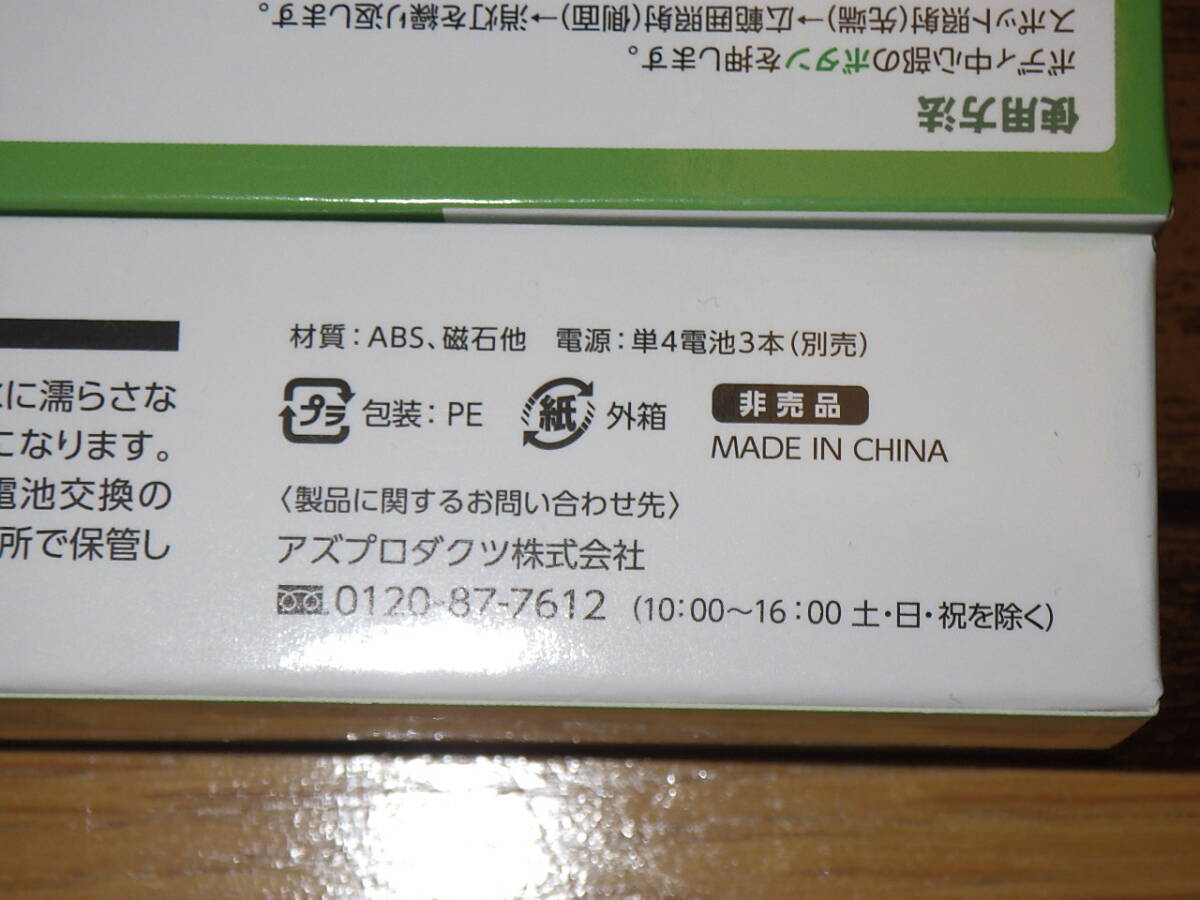 使用方法
ボディ中心部のボタンを押します。
スポット照射(先端)→広範囲照射(側面)→消灯を繰り返します。
に濡らさな
になります。
電池交換の
所で保管し
材質：ABS、磁石他　電源：単4電池3本（別売）
プラ 包装：PE 紙 外箱 非売品
MADE IN CHINA
〈製品に関するお問い合わせ先〉
アズプロダクツ株式会社
0120-87-7612 （10：00～16：00 土・日・祝を除く）